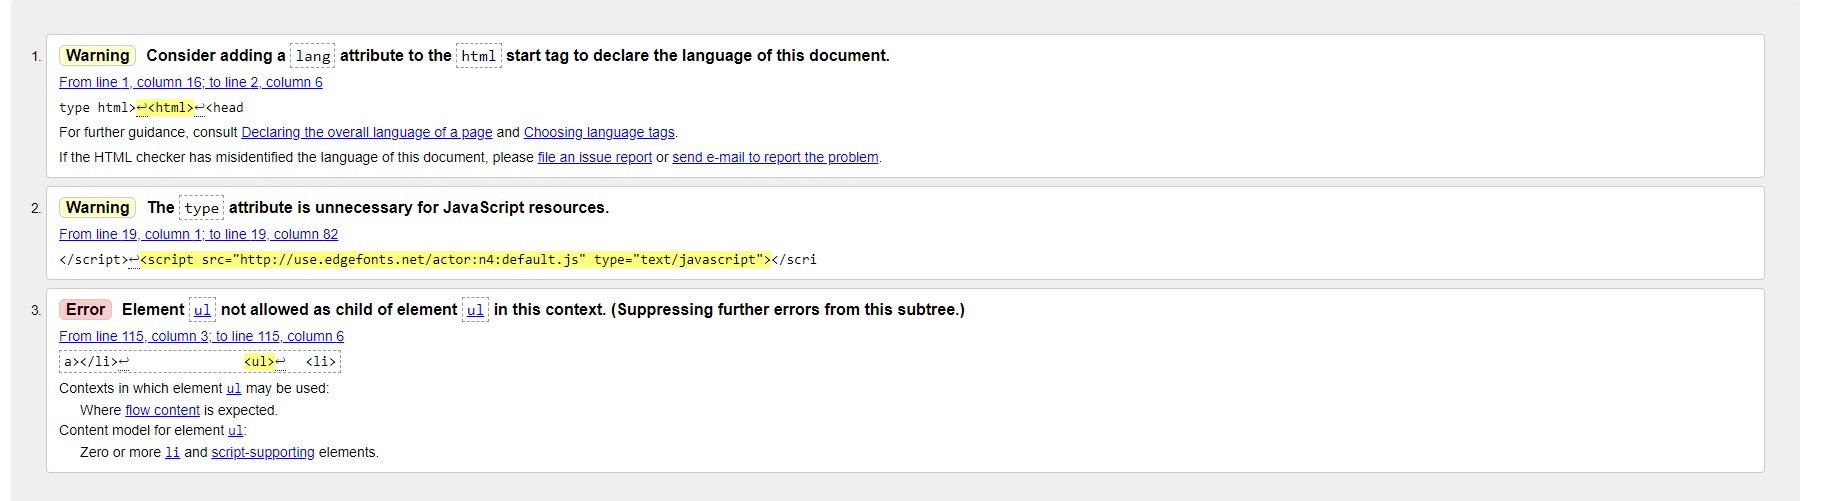 1. Warning Consider adding a lang attribute to the html start tag to declare the language of this document.
From line 1, column 16; to line 2, column 6
type html>↩<html>↩<head
For further guidance, consult Declaring the overall language of a page and Choosing language tags.
If the HTML checker has misidentified the language of this document, please file an issue report or send e-mail to report the problem.
2. Warning The type attribute is unnecessary for JavaScript resources.
From line 19, column 1; to line 19, column 82
</script>↩<script src="http://use.edgefonts.net/actor:n4:default.js" type="text/javascript"></scri
3. Error Element ul not allowed as child of element ul in this context. (Suppressing further errors from this subtree.)
From line 115, column 3; to line 115, column 6
a></li>↩ <ul>↩ <li>
Contexts in which element ul may be used:
Where flow content is expected.
Content model for element ul:
Zero or more li and script-supporting elements.